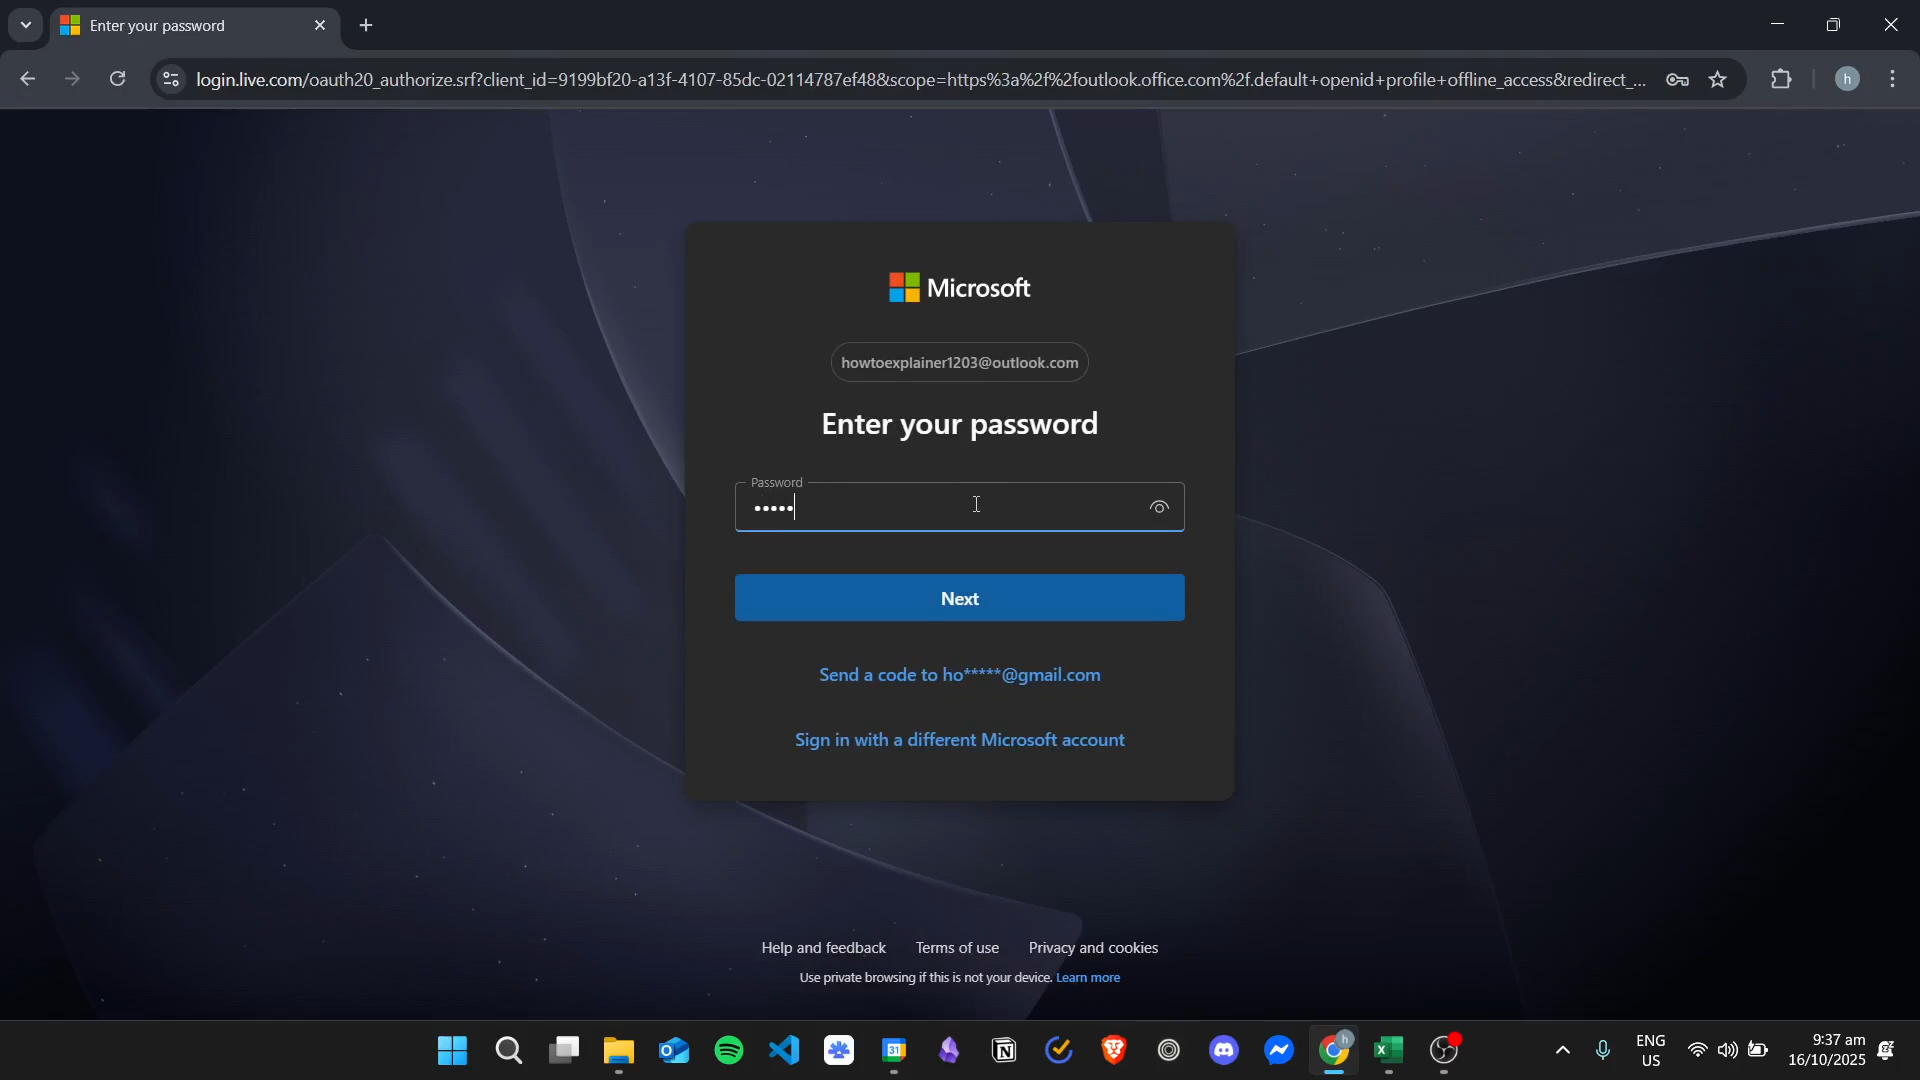 Enter your password
login.live.com/oauth20_authorize.srf?client_id=9199bf20-a13f-4107-85dc-02114787ef48&scope=https%3a%2f%2foutlook.office.com%2f.default+openid+profile+offline_access&redirect_...
h
Microsoft
howtoexplainer1203@outlook.com
Enter your password
Password
•••••
Next
Send a code to ho*****@gmail.com
Sign in with a different Microsoft account
Help and feedback Terms of use Privacy and cookies
Use private browsing if this is not your device. Learn more
31
h
ENG
US
9:37 am
16/10/2025